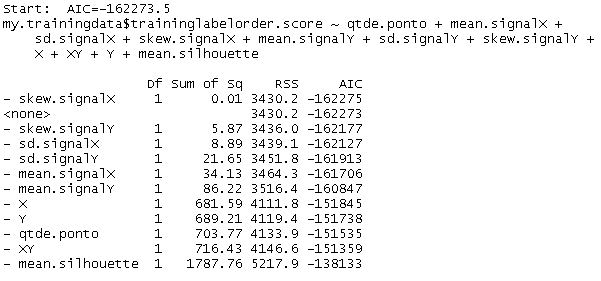 Start:  AIC=-162273.5
my.trainingdata$traininglabelorder.score ~ qtde.ponto + mean.signalX +
    sd.signalX + skew.signalX + mean.signalY + sd.signalY + skew.signalY +
    X + XY + Y + mean.silhouette
                  Df Sum of Sq    RSS     AIC
- skew.signalX     1      0.01 3430.2 -162275
<none>                         3430.2 -162273
- skew.signalY     1      5.87 3436.0 -162177
- sd.signalX       1      8.89 3439.1 -162127
- sd.signalY       1     21.65 3451.8 -161913
- mean.signalX     1     34.13 3464.3 -161706
- mean.signalY     1     86.22 3516.4 -160847
- X                1    681.59 4111.8 -151845
- Y                1    689.21 4119.4 -151738
- qtde.ponto       1    703.77 4133.9 -151535
- XY               1    716.43 4146.6 -151359
- mean.silhouette  1   1787.76 5217.9 -138133